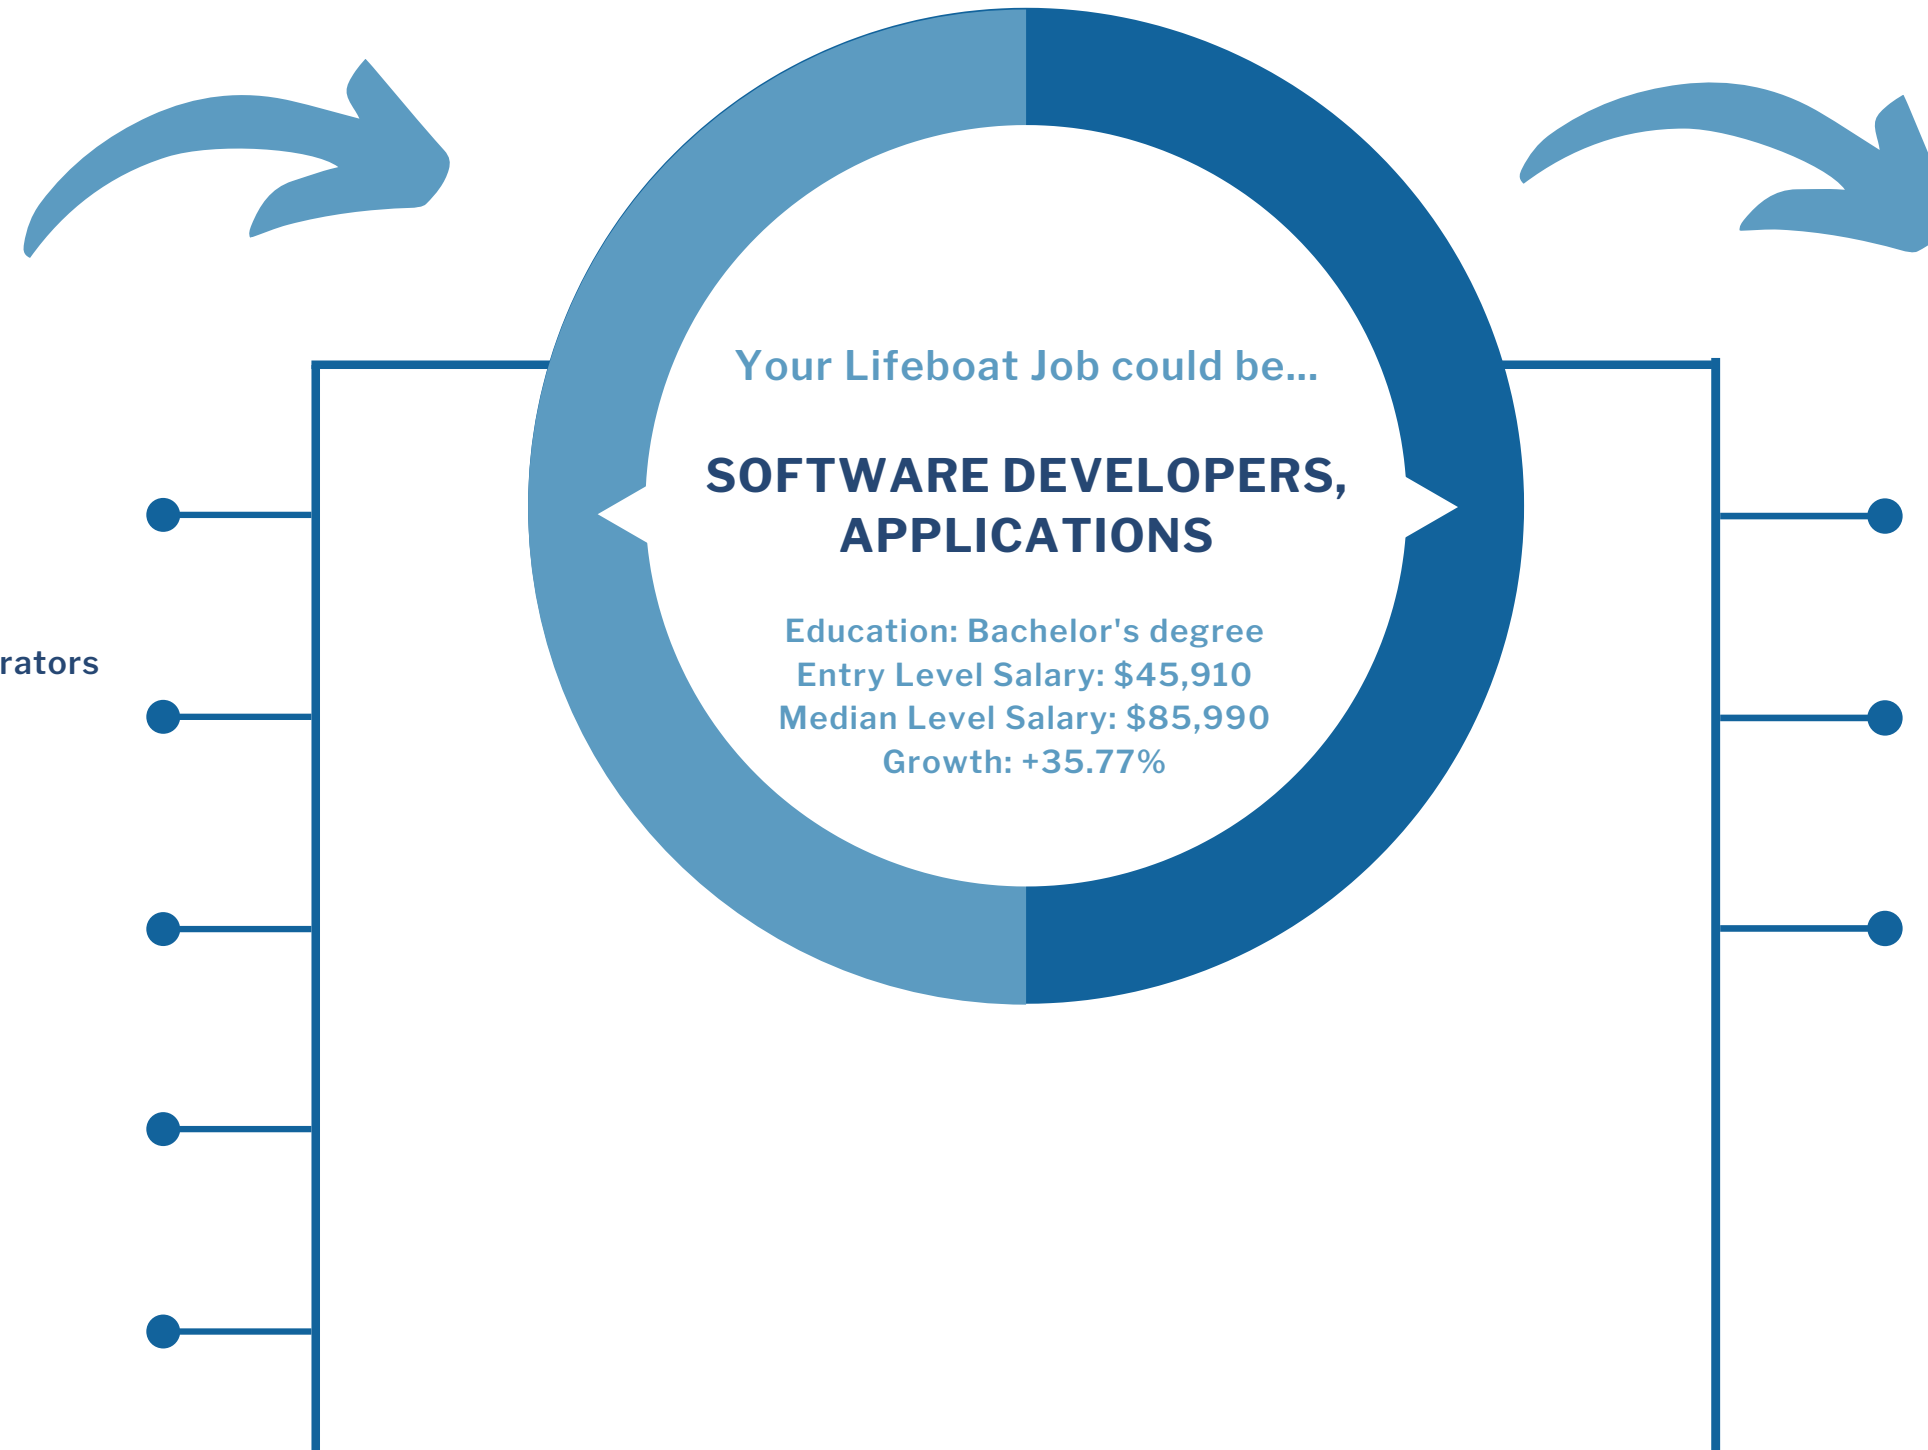 Your Lifeboat Job could be...
SOFTWARE DEVELOPERS,
APPLICATIONS
Education: Bachelor's degree
Entry Level Salary: $45,910
rators
Median Level Salary: $85,990
Growth: +35.77%